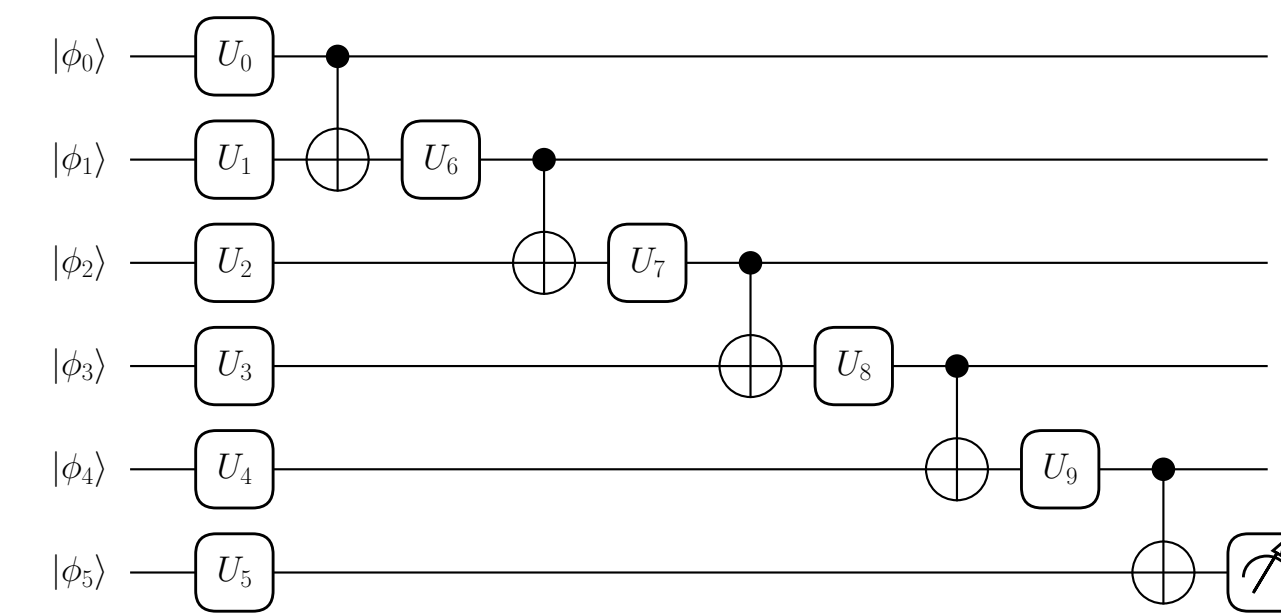 |ϕ₀⟩ U₀
|ϕ₁⟩ U₁ U₆
|ϕ₂⟩ U₂ U₇
|ϕ₃⟩ U₃ U₈
|ϕ₄⟩ U₄ U₉
|ϕ₅⟩ U₅